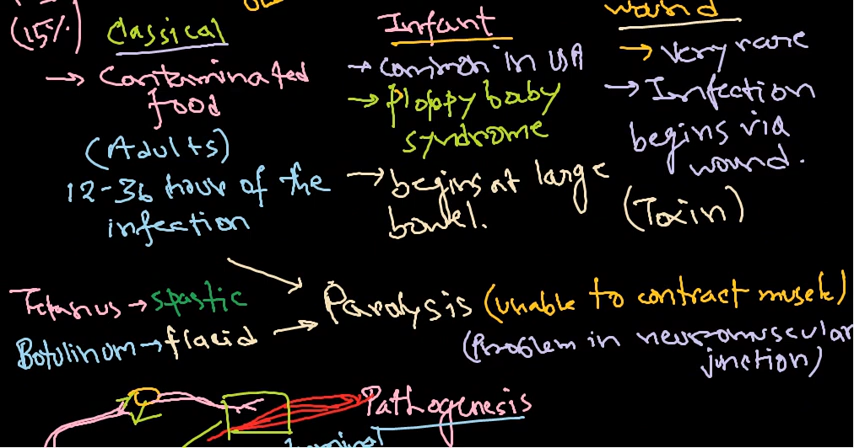 (15%) Classical
→ Contaminated
food
(Adults)
12-36 hour of the
infection
Infant
→ common in USA
→ floppy baby
syndrome
→ begins at large
bowel.
wound
→ very rare
→ Infection
begins via
wound.
(Toxin)
Tetanus → spastic
Botulinum → flacid
→ Paralysis (unable to contract muscle)
(Problem in neuromuscular
junction)
Pathogenesis